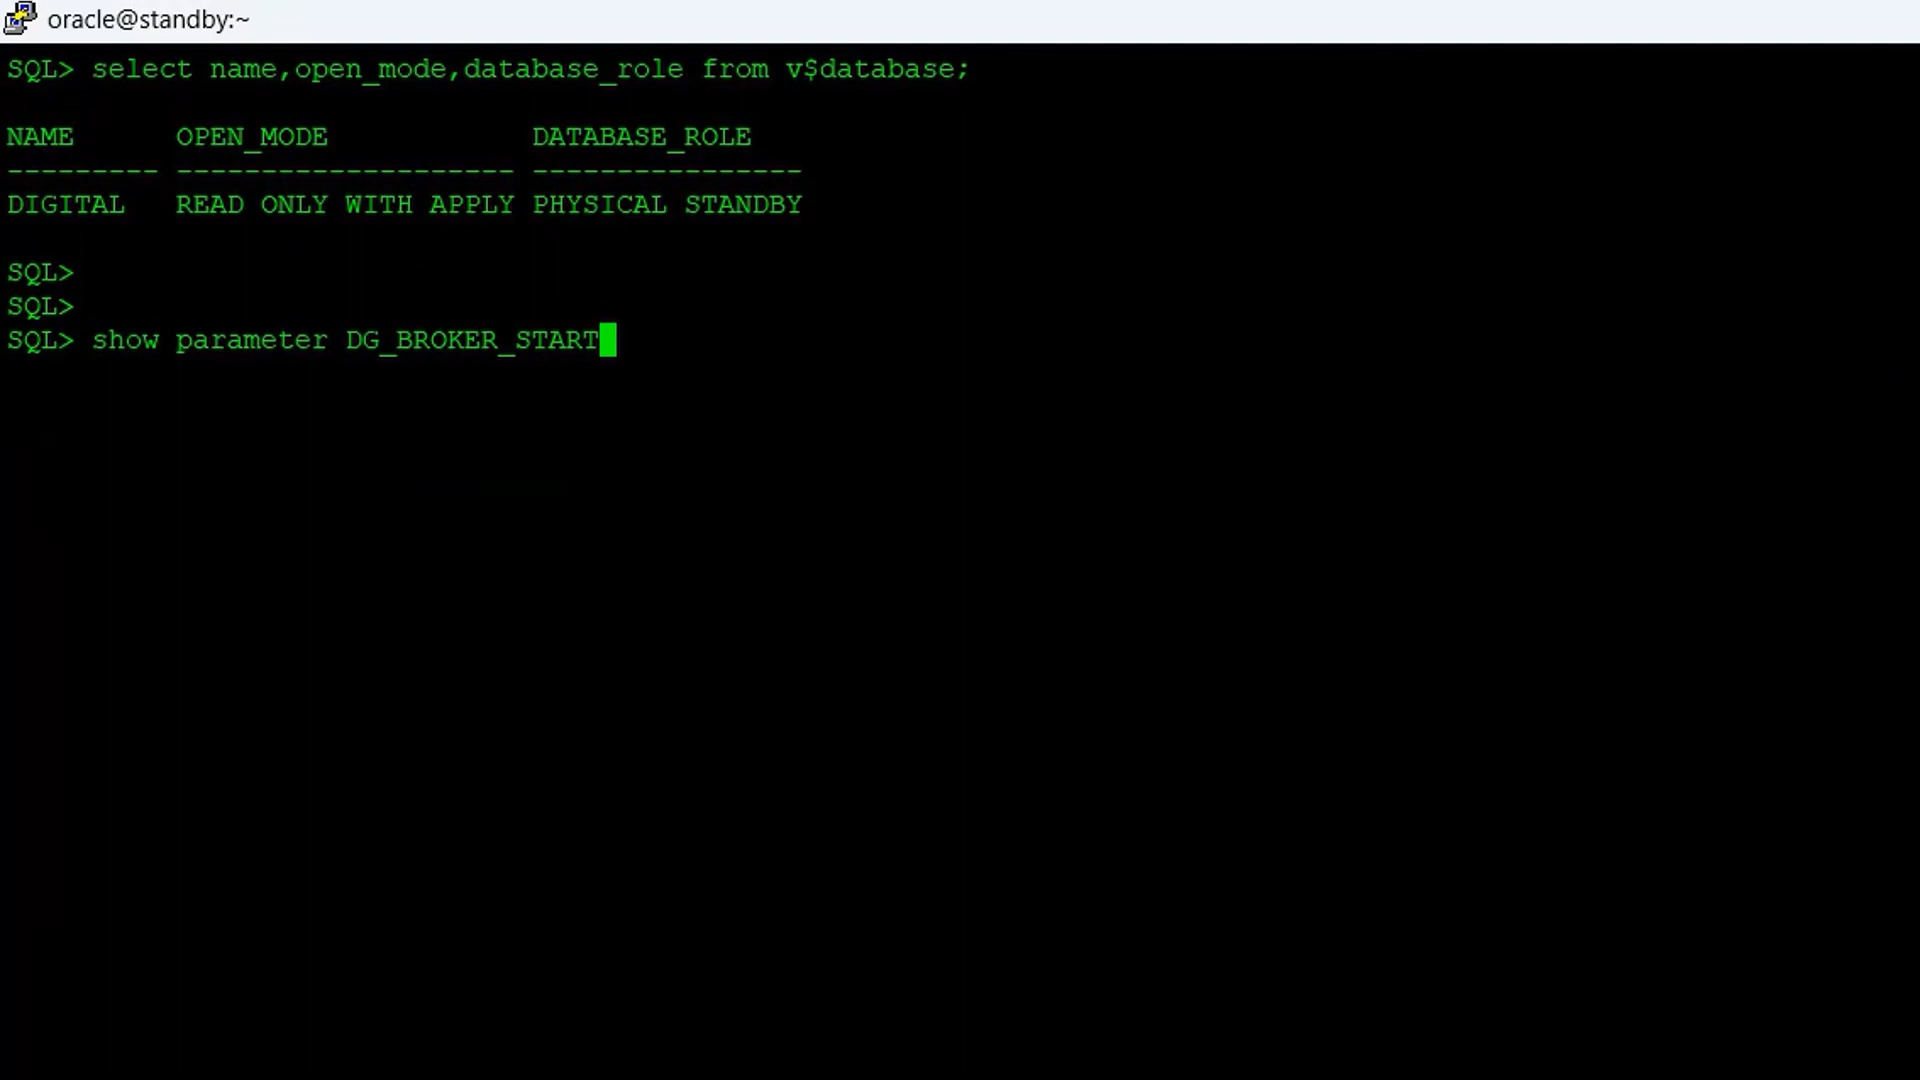 oracle@standby:~
SQL> select name,open_mode,database_role from v$database;
NAME      OPEN_MODE            DATABASE_ROLE
--------- -------------------- ----------------
DIGITAL   READ ONLY WITH APPLY PHYSICAL STANDBY
SQL>
SQL>
SQL> show parameter DG_BROKER_START